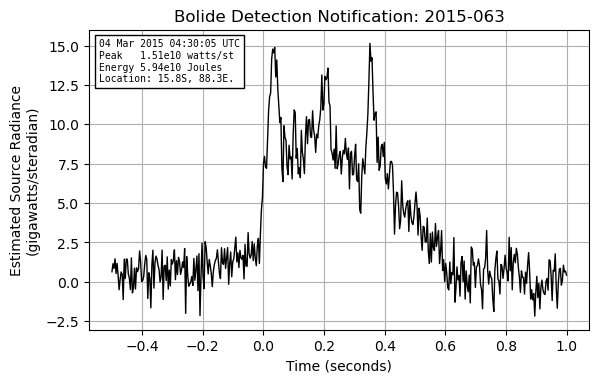 Bolide Detection Notification: 2015-063
04 Mar 2015 04:30:05 UTC
Peak   1.51e10 watts/st
Energy 5.94e10 Joules
Location: 15.8S, 88.3E.
Estimated Source Radiance
(gigawatts/steradian)
15.0
12.5
10.0
7.5
5.0
2.5
0.0
−2.5
−0.4 −0.2 0.0 0.2 0.4 0.6 0.8 1.0
Time (seconds)